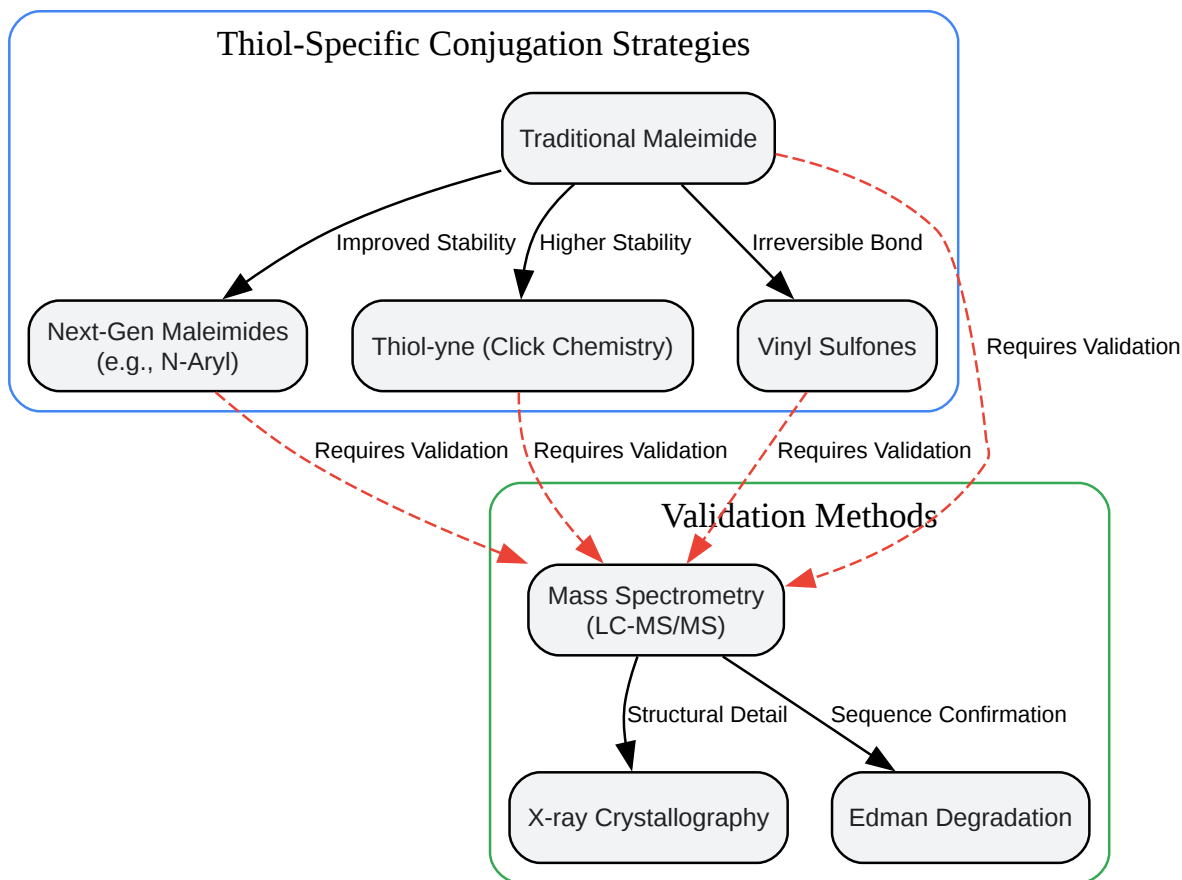 Thiol-Specific Conjugation Strategies
Traditional Maleimide
Improved Stability
Higher Stability
Irreversible Bond
Next-Gen Maleimides
(e.g., N-Aryl)
Thiol-yne (Click Chemistry)
Vinyl Sulfones
Requires Validation
Requires Validation
Requires Validation
Requires Validation
Validation Methods
Mass Spectrometry
(LC-MS/MS)
Structural Detail
Sequence Confirmation
X-ray Crystallography
Edman Degradation